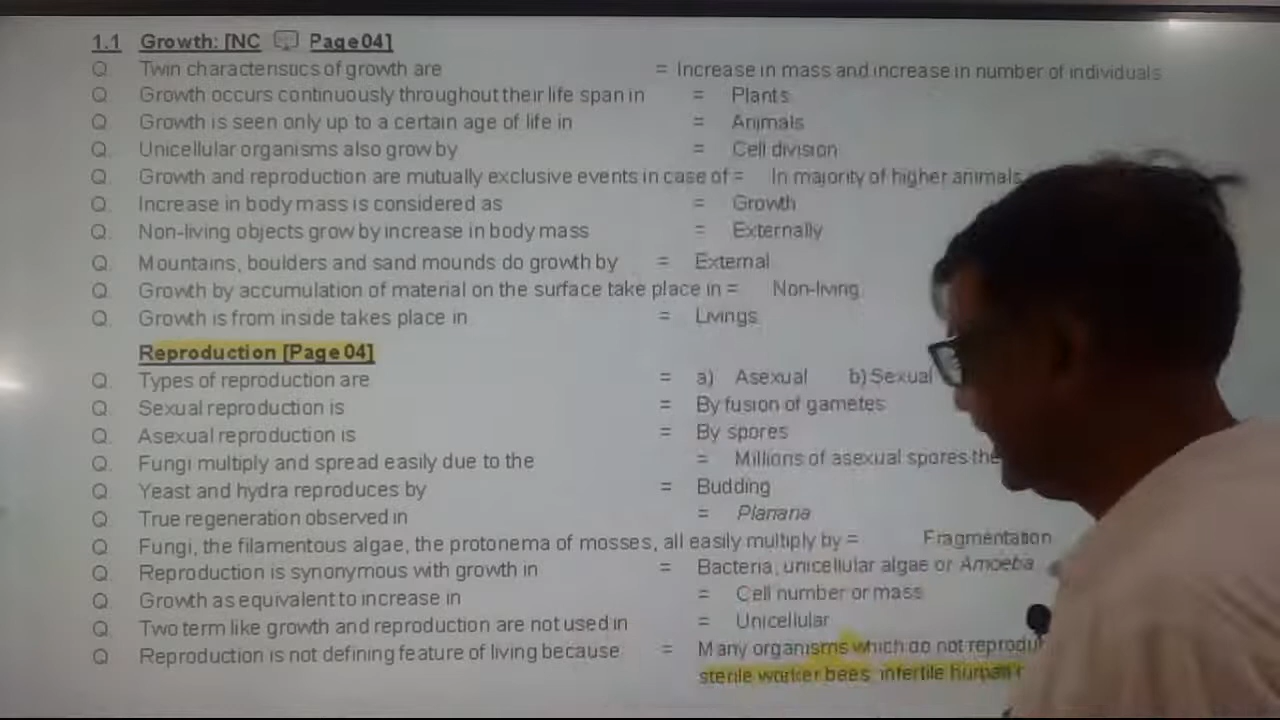 1.1 Growth: [NC Page 04]
Q. Twin characteristics of growth are = Increase in mass and increase in number of individuals
Q. Growth occurs continuously throughout their life span in = Plants
Q. Growth is seen only up to a certain age of life in = Animals
Q. Unicellular organisms also grow by = Cell division
Q. Growth and reproduction are mutually exclusive events in case of = In majority of higher animals
Q. Increase in body mass is considered as = Growth
Q. Non-living objects grow by increase in body mass = Externally
Q. Mountains, boulders and sand mounds do growth by = External
Q. Growth by accumulation of material on the surface take place in = Non-living
Q. Growth is from inside takes place in = Livings
Reproduction [Page 04]
Q. Types of reproduction are = a) Asexual b) Sexual
Q. Sexual reproduction is = By fusion of gametes
Q. Asexual reproduction is = By spores
Q. Fungi multiply and spread easily due to the = Millions of asexual spores the
Q. Yeast and hydra reproduces by = Budding
Q. True regeneration observed in = Planaria
Q. Fungi, the filamentous algae, the protonema of mosses, all easily multiply by = Fragmentation
Q. Reproduction is synonymous with growth in = Bacteria, unicellular algae or Amoeba
Q. Growth as equivalent to increase in = Cell number or mass
Q. Two term like growth and reproduction are not used in = Unicellular
Q. Reproduction is not defining feature of living because = Many organisms which do not
sterile worker bees, infertile human